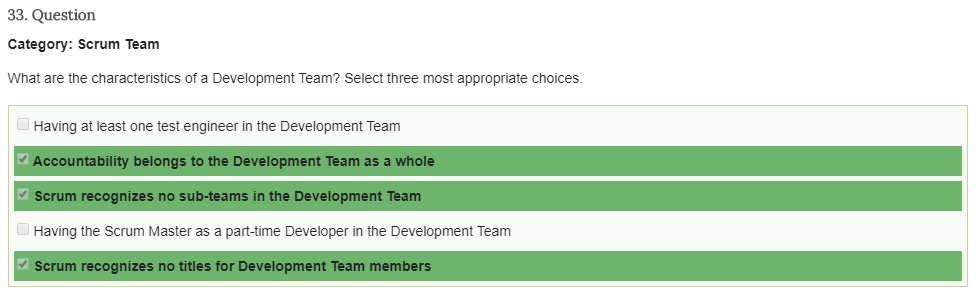 33. Question
Category: Scrum Team
What are the characteristics of a Development Team? Select three most appropriate choices.
Having at least one test engineer in the Development Team
Accountability belongs to the Development Team as a whole
Scrum recognizes no sub-teams in the Development Team
Having the Scrum Master as a part-time Developer in the Development Team
Scrum recognizes no titles for Development Team members